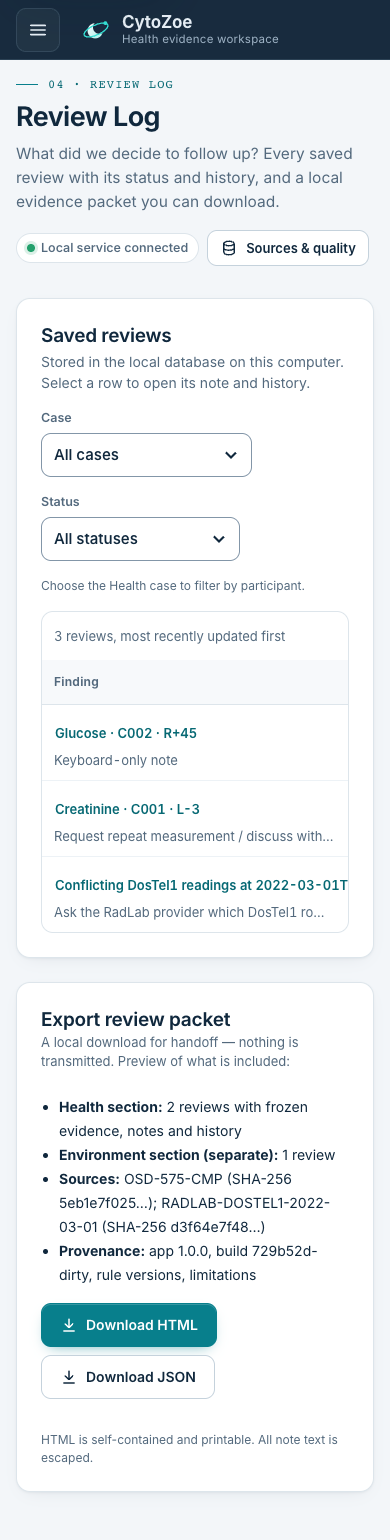 CytoZoe
Health evidence workspace
04 · REVIEW LOG
Review Log
What did we decide to follow up? Every saved
review with its status and history, and a local
evidence packet you can download.
Local service connected
Sources & quality
Saved reviews
Stored in the local database on this computer.
Select a row to open its note and history.
Case
All cases
Status
All statuses
Choose the Health case to filter by participant.
3 reviews, most recently updated first
Finding
Glucose · C002 · R+45
Keyboard-only note
Creatinine · C001 · L-3
Request repeat measurement / discuss with...
Conflicting DosTel1 readings at 2022-03-01T
Ask the RadLab provider which DosTel1 ro...
Export review packet
A local download for handoff — nothing is
transmitted. Preview of what is included:
• Health section: 2 reviews with frozen
evidence, notes and history
• Environment section (separate): 1 review
• Sources: OSD-575-CMP (SHA-256
5eb1e7f025...); RADLAB-DOSTEL1-2022-
03-01 (SHA-256 d3f64e7f48...)
• Provenance: app 1.0.0, build 729b52d-
dirty, rule versions, limitations
Download HTML
Download JSON
HTML is self-contained and printable. All note text is
escaped.